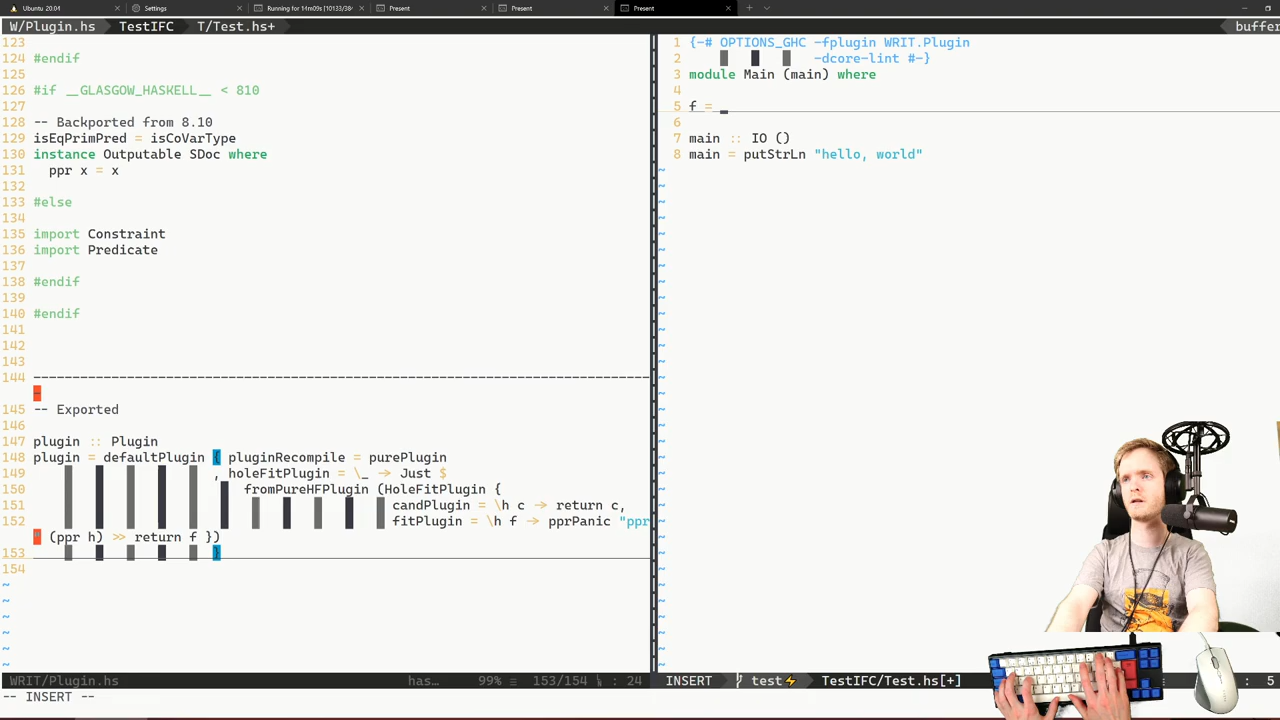 Ubuntu 20.04
Settings
Running for 14m09s [10133/38
Present
Present
Present
W/Plugin.hs TestIFC T/Test.hs+
buffer
123
124 #endif
125
126 #if __GLASGOW_HASKELL__ < 810
127
128 -- Backported from 8.10
129 isEqPrimPred = isCoVarType
130 instance Outputable SDoc where
131 ppr x = x
132
133 #else
134
135 import Constraint
136 import Predicate
137
138 #endif
139
140 #endif
141
142
143
144 --------------------------------------------------------------------------------
145 -- Exported
146
147 plugin :: Plugin
148 plugin = defaultPlugin { pluginRecompile = purePlugin
149 , holeFitPlugin = \_ -> Just $
150 fromPureHFPlugin (HoleFitPlugin {
151 candPlugin = \h c -> return c,
152 fitPlugin = \h f -> pprPanic "ppr
" (ppr h) >> return f })
153 }
154
~
~
~
~
~
~
WRIT/Plugin.hs has… 99% ≡ 153/154 : 24
-- INSERT --
1 {-# OPTIONS_GHC -fplugin WRIT.Plugin
2 -dcore-lint #-}
3 module Main (main) where
4
5 f = _
6
7 main :: IO ()
8 main = putStrLn "hello, world"
INSERT test⚡ TestIFC/Test.hs[+] : 5